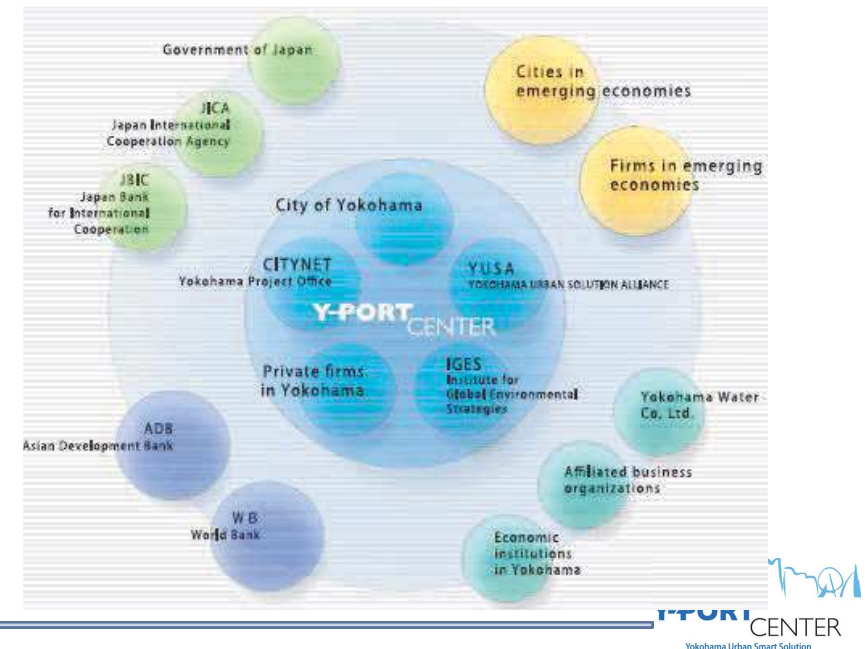 Government of Japan
JICA
Japan International
Cooperation Agency
JBIC
Japan Bank
for International
Cooperation
Cities in
emerging economies
Firms in emerging
economies
City of Yokohama
CITYNET
Yokohama Project Office
YUSA
YOKOHAMA URBAN SOLUTION ALLIANCE
Y-PORT
CENTER
Private firms
in Yokohama
IGES
Institute for
Global Environmental
Strategies
ADB
Asian Development Bank
WB
World Bank
Yokohama Water
Co. Ltd.
Affiliated business
organizations
Economic
institutions
in Yokohama
Y-PORT
CENTER
Yokohama Urban Smart Solution